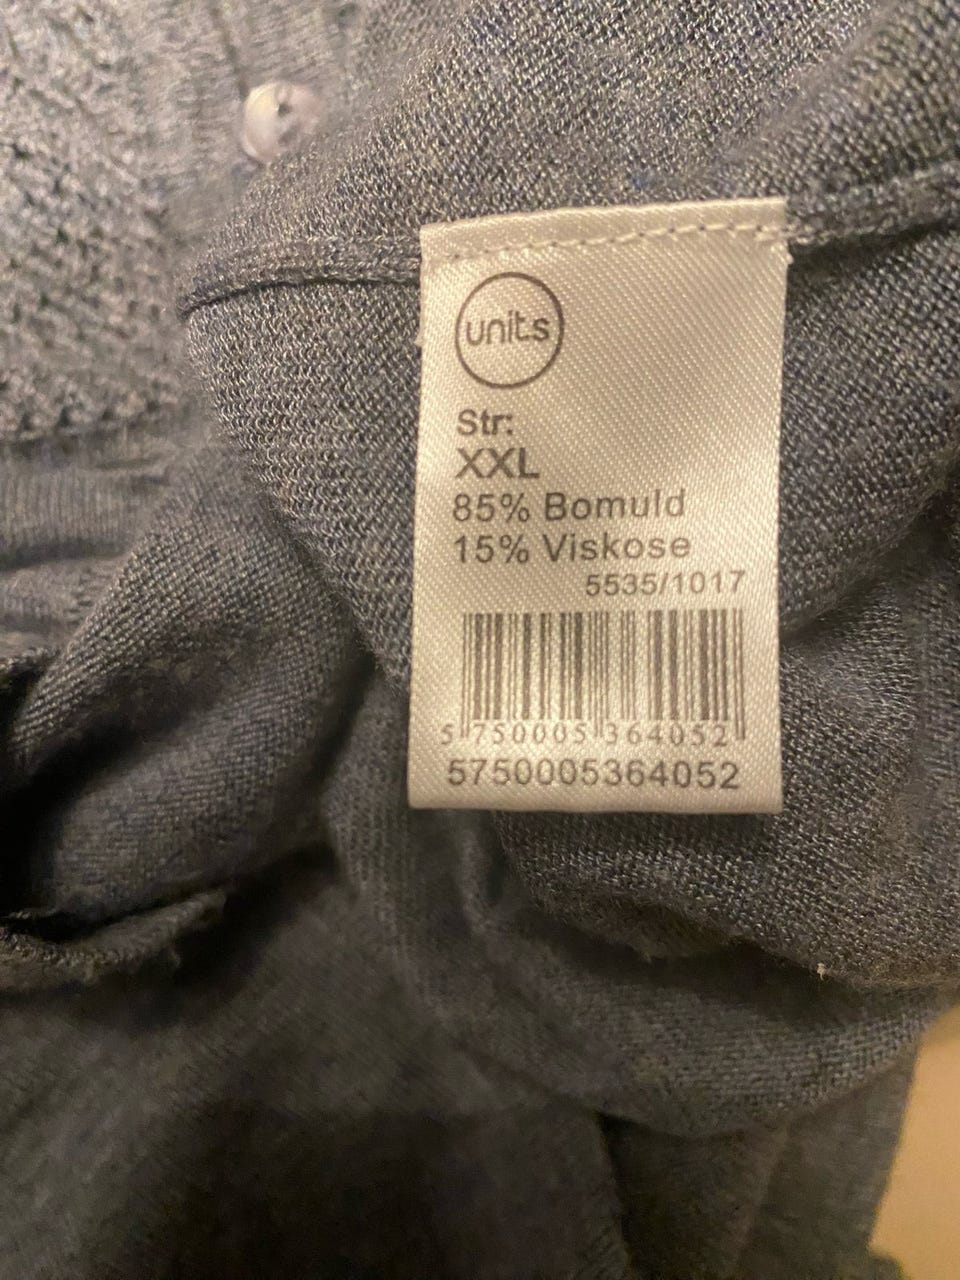 units
Str:
XXL
85% Bomuld
15% Viskose
5535/1017
5 750005 364052
5750005364052